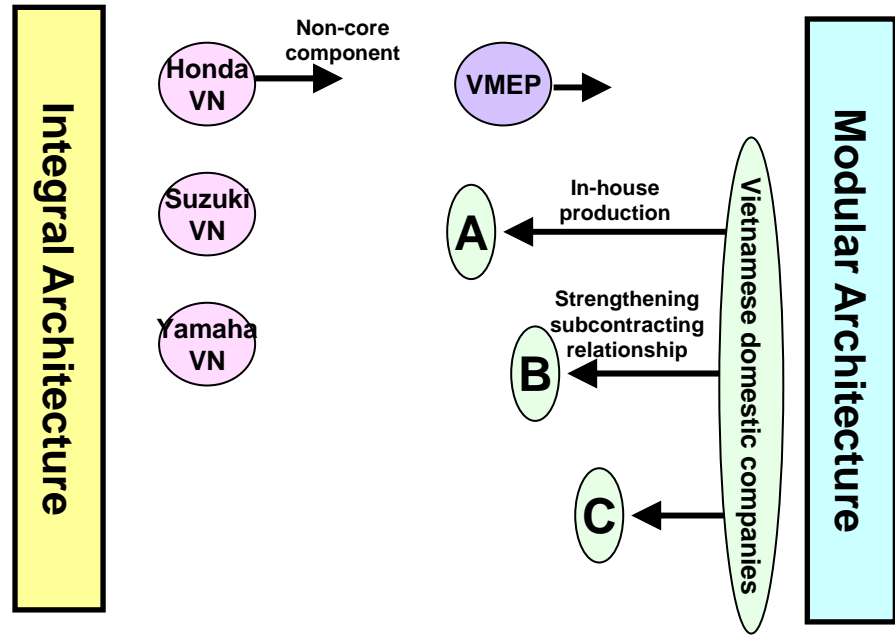 Integral Architecture
Non-core
component
Honda
VN
VMEP
Suzuki
VN
In-house
production
A
Yamaha
VN
Strengthening
subcontracting
relationship
B
C
Vietnamese domestic companies
Modular Architecture